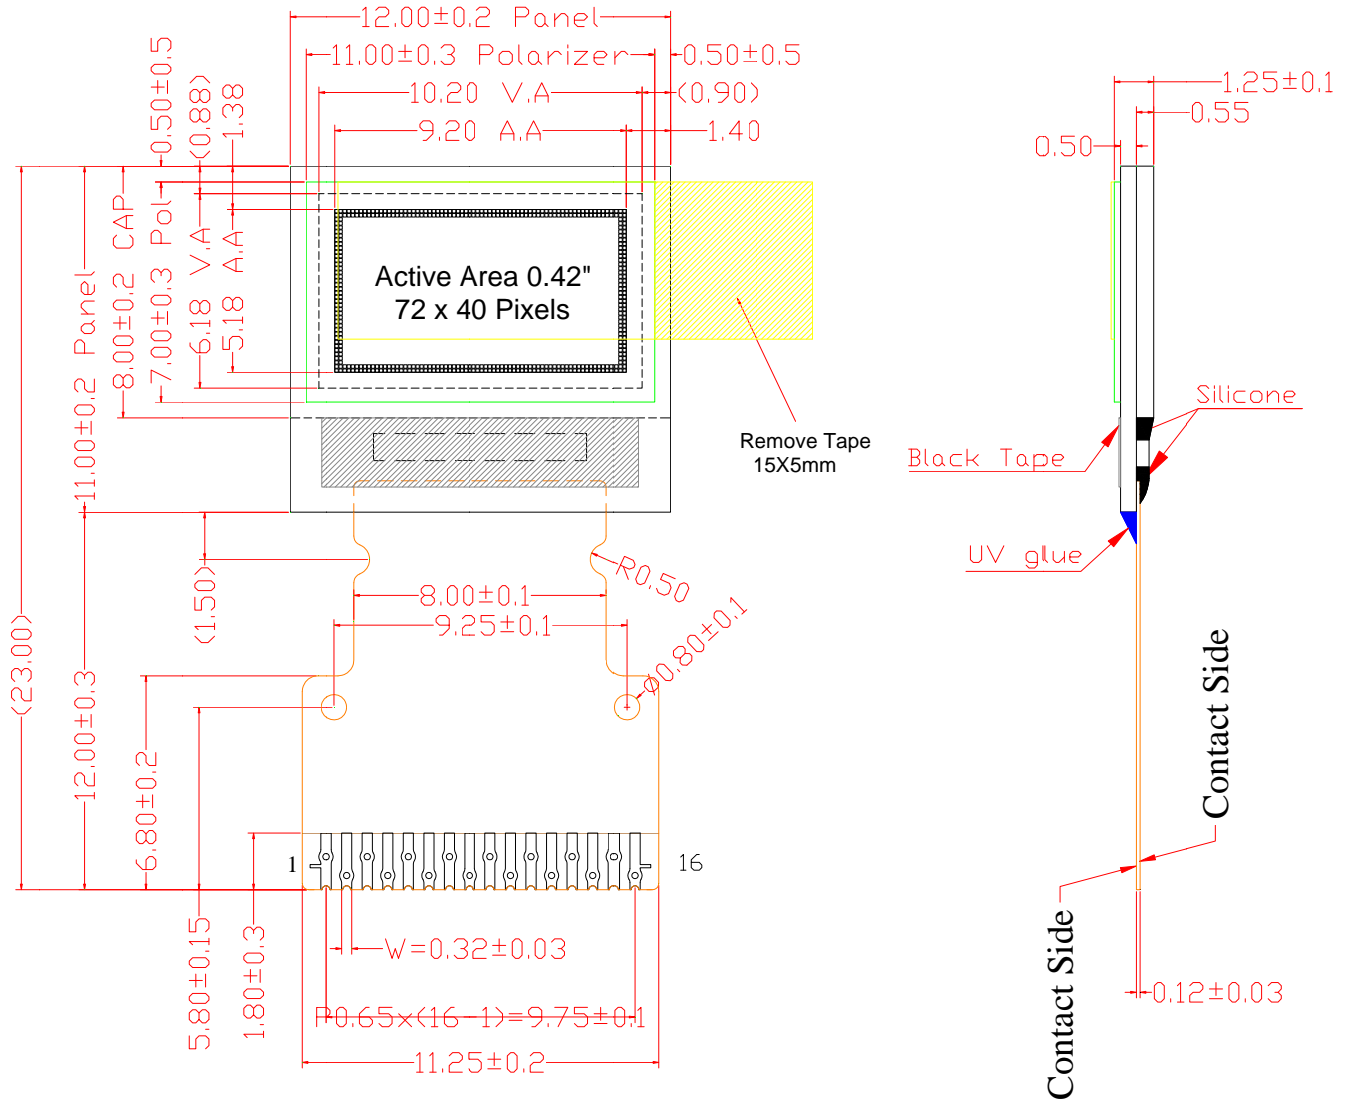 12.00±0.2 Panel
11.00±0.3 Polarizer
0.50±0.5
10.20 V.A
(0.90)
9.20 A.A
1.40
0.50±0.5
(0.88)
1.38
(23.00)
11.00±0.2 Panel
8.00±0.2 CAP
7.00±0.3 Pol
6.18 V.A
5.18 A.A
Active Area 0.42"
72 x 40 Pixels
Remove Tape
15X5mm
(1.50)
R0.50
8.00±0.1
9.25±0.1
Ø0.80±0.1
12.00±0.3
6.80±0.2
5.80±0.15
1.80±0.3
1
16
W=0.32±0.03
P0.65x(16-1)=9.75±0.1
11.25±0.2
1.25±0.1
0.55
0.50
Silicone
Black Tape
UV glue
Contact Side
Contact Side
0.12±0.03